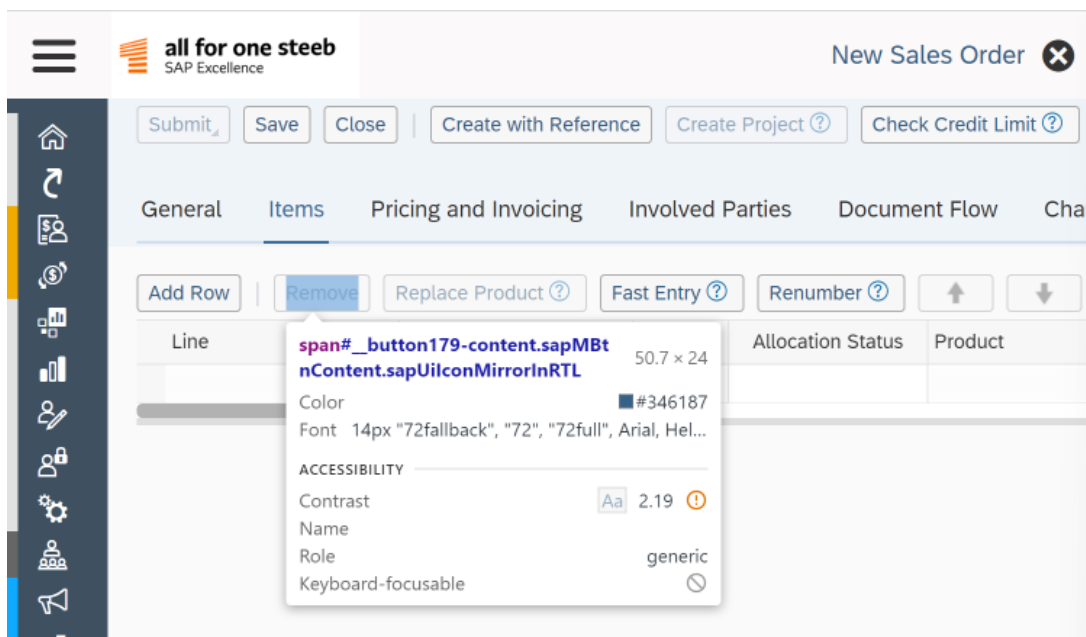 all for one steeb
SAP Excellence
New Sales Order
Submit Save Close Create with Reference Create Project Check Credit Limit
General Items Pricing and Invoicing Involved Parties Document Flow Cha
Add Row Remove Replace Product Fast Entry Renumber
Line Allocation Status Product
span#__button179-content.sapMBt
nContent.sapUiIconMirrorInRTL
50.7 × 24
Color #346187
Font 14px "72fallback", "72", "72full", Arial, Hel...
ACCESSIBILITY
Contrast Aa 2.19
Name
Role generic
Keyboard-focusable